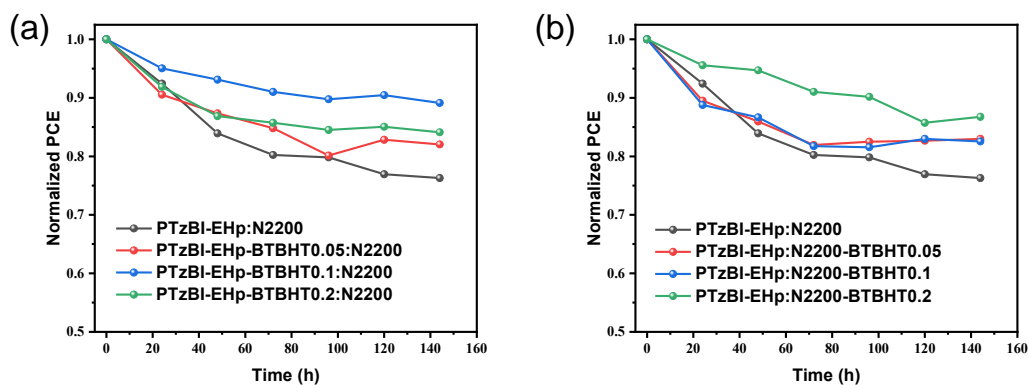 (a)
Normalized PCE
1.0
0.9
0.8
0.7
0.6
0.5
PTzBI-EHp:N2200
PTzBI-EHp-BTBHT0.05:N2200
PTzBI-EHp-BTBHT0.1:N2200
PTzBI-EHp-BTBHT0.2:N2200
0 20 40 60 80 100 120 140 160
Time (h)
(b)
Normalized PCE
1.0
0.9
0.8
0.7
0.6
0.5
PTzBI-EHp:N2200
PTzBI-EHp:N2200-BTBHT0.05
PTzBI-EHp:N2200-BTBHT0.1
PTzBI-EHp:N2200-BTBHT0.2
0 20 40 60 80 100 120 140 160
Time (h)